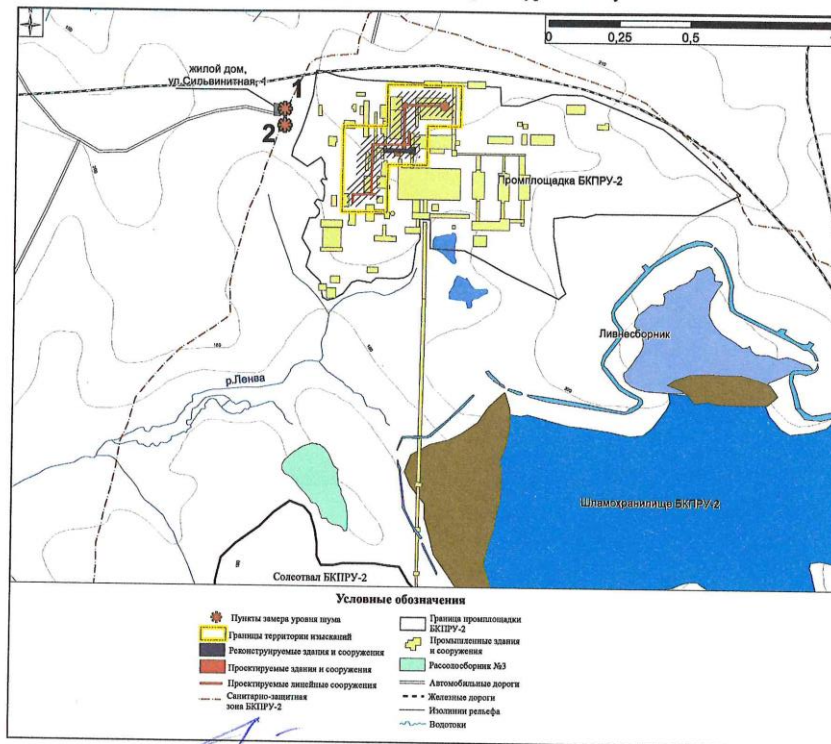 0 0,25 0,5
жилой дом,
ул.Сильвинитная, 1
1
2
Промплощадка БКПРУ-2
Ливнесборник
р.Ленва
Шламохранилище БКПРУ-2
Солеотвал БКПРУ-2
Условные обозначения
Пункты замера уровня шума
Границы территории изысканий
Реконструируемые здания и сооружения
Проектируемые здания и сооружения
Проектируемые линейные сооружения
Санитарно-защитная
зона БКПРУ-2
Граница промплощадки
БКПРУ-2
Промышленные здания
и сооружения
Рассолосборник №3
Автомобильные дороги
Железные дороги
Изолинии рельефа
Водотоки